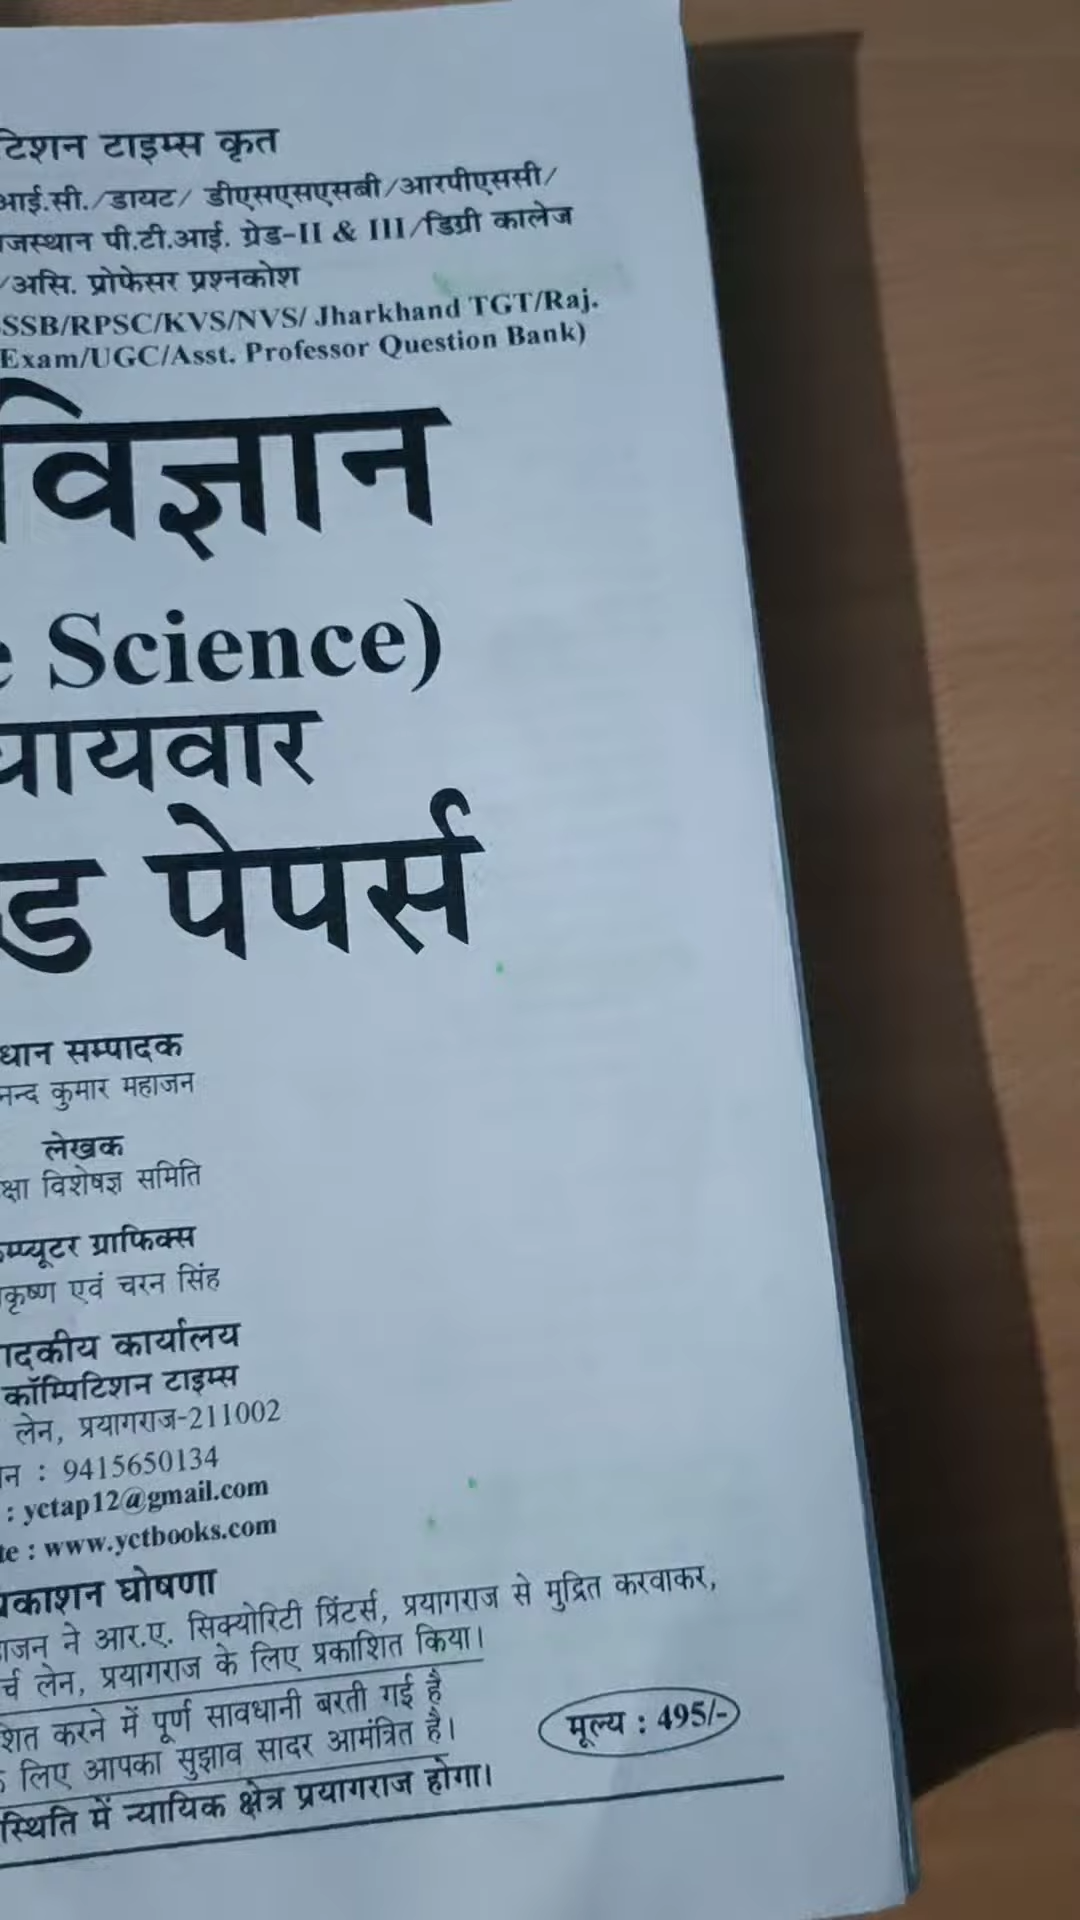 टिशन टाइम्स कृत
आई.सी./डायट/ डीएसएसएसबी/आरपीएससी/
जस्थान पी.टी.आई. ग्रेड-II & III/डिग्री कालेज
/असि. प्रोफेसर प्रश्नकोश
SSB/RPSC/KVS/NVS/ Jharkhand TGT/Raj.
Exam/UGC/Asst. Professor Question Bank)
विज्ञान
e Science)
यायवार
ड पेपर्स
धान सम्पादक
नन्द कुमार महाजन
लेखक
क्षा विशेषज्ञ समिति
म्प्यूटर ग्राफिक्स
कृष्ण एवं चरन सिंह
ादकीय कार्यालय
कॉम्पिटिशन टाइम्स
लेन, प्रयागराज-211002
न : 9415650134
: yctap12@gmail.com
te : www.yctbooks.com
काशन घोषणा
ाजन ने आर.ए. सिक्योरिटी प्रिंटर्स, प्रयागराज से मुद्रित करवाकर,
र्च लेन, प्रयागराज के लिए प्रकाशित किया।
शित करने में पूर्ण सावधानी बरती गई है
लिए आपका सुझाव सादर आमंत्रित है।
मूल्य : 495/-
स्थिति में न्यायिक क्षेत्र प्रयागराज होगा।